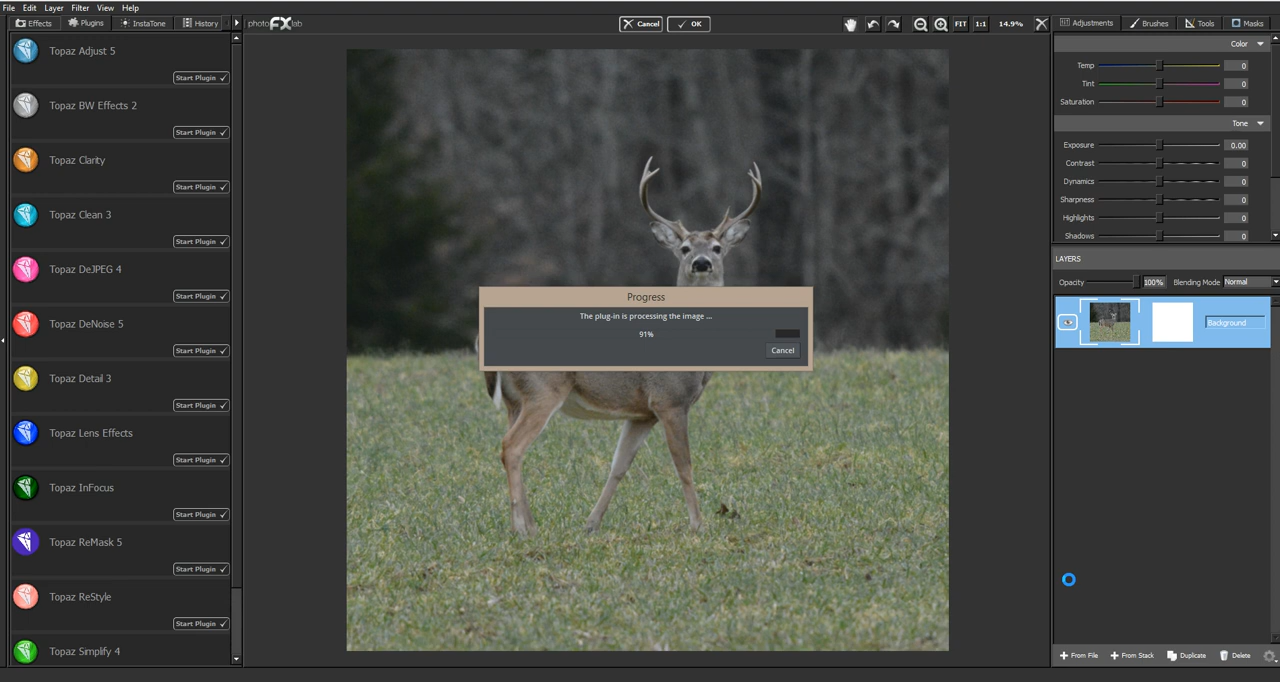 File Edit Layer Filter View Help
Effects Plugins InstaTone History
photo FX lab
Cancel OK
FIT 1:1 14.9%
Adjustments Brushes Tools Masks
Topaz Adjust 5
Start Plugin
Topaz BW Effects 2
Start Plugin
Topaz Clarity
Start Plugin
Topaz Clean 3
Start Plugin
Topaz DeJPEG 4
Start Plugin
Topaz DeNoise 5
Start Plugin
Topaz Detail 3
Start Plugin
Topaz Lens Effects
Start Plugin
Topaz InFocus
Start Plugin
Topaz ReMask 5
Start Plugin
Topaz ReStyle
Start Plugin
Topaz Simplify 4
Progress
The plug-in is processing the image ...
91%
Cancel
Color
Temp 0
Tint 0
Saturation 0
Tone
Exposure 0.00
Contrast 0
Dynamics 0
Sharpness 0
Highlights 0
Shadows 0
LAYERS
Opacity 100% Blending Mode Normal
Background
From File From Stack Duplicate Delete